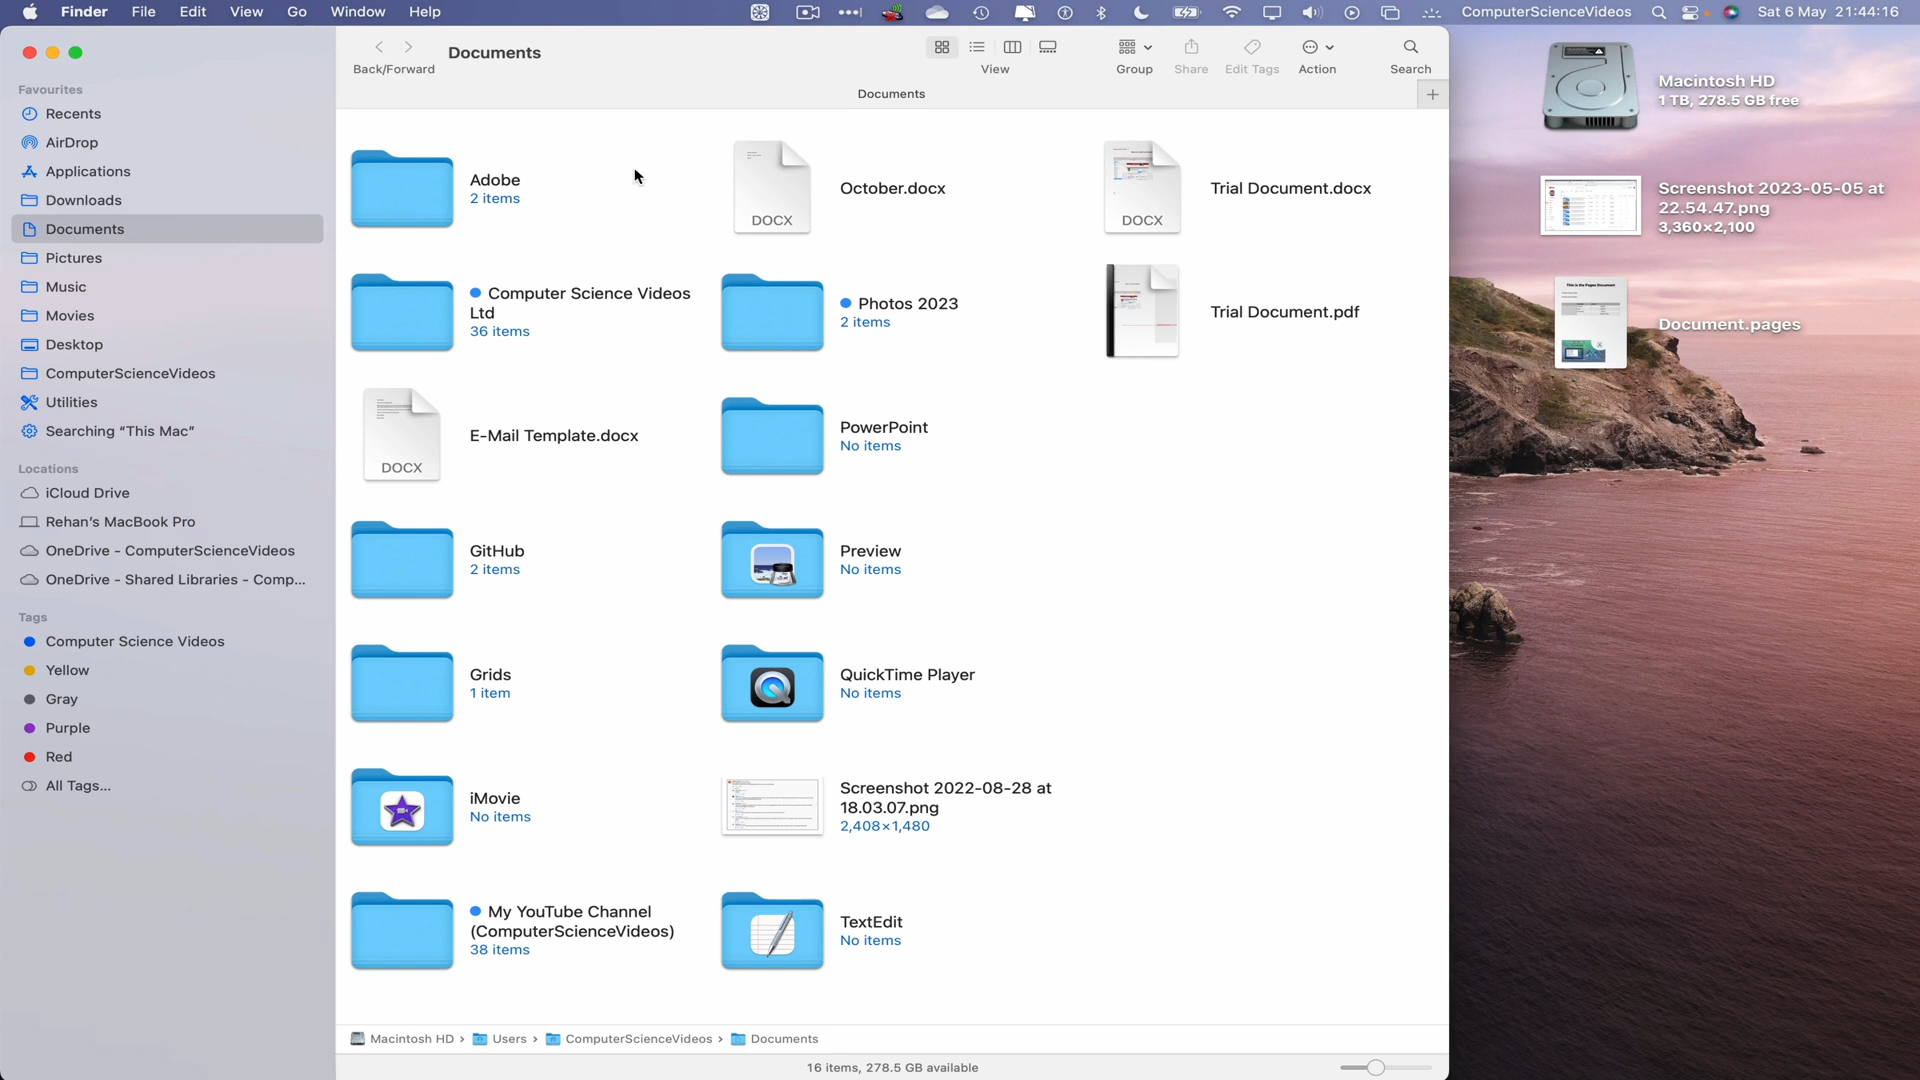 Finder File Edit View Go Window Help
ComputerScienceVideos Sat 6 May 21:44:16
Back/Forward
Documents
View
Group
Share
Edit Tags
Action
Search
Documents
Favourites
Recents
AirDrop
Applications
Downloads
Documents
Pictures
Music
Movies
Desktop
ComputerScienceVideos
Utilities
Searching “This Mac”
Locations
iCloud Drive
Rehan’s MacBook Pro
OneDrive - ComputerScienceVideos
OneDrive - Shared Libraries - Comp...
Tags
Computer Science Videos
Yellow
Gray
Purple
Red
All Tags...
Adobe
2 items
Computer Science Videos
Ltd
36 items
DOCX
E-Mail Template.docx
GitHub
2 items
Grids
1 item
iMovie
No items
My YouTube Channel
(ComputerScienceVideos)
38 items
DOCX
October.docx
Photos 2023
2 items
PowerPoint
No items
Preview
No items
QuickTime Player
No items
Screenshot 2022-08-28 at
18.03.07.png
2,408×1,480
TextEdit
No items
DOCX
Trial Document.docx
Trial Document.pdf
Macintosh HD › Users › ComputerScienceVideos › Documents
16 items, 278.5 GB available
Macintosh HD
1 TB, 278.5 GB free
Screenshot 2023-05-05 at
22.54.47.png
3,360×2,100
This is the Pages Document
Document.pages